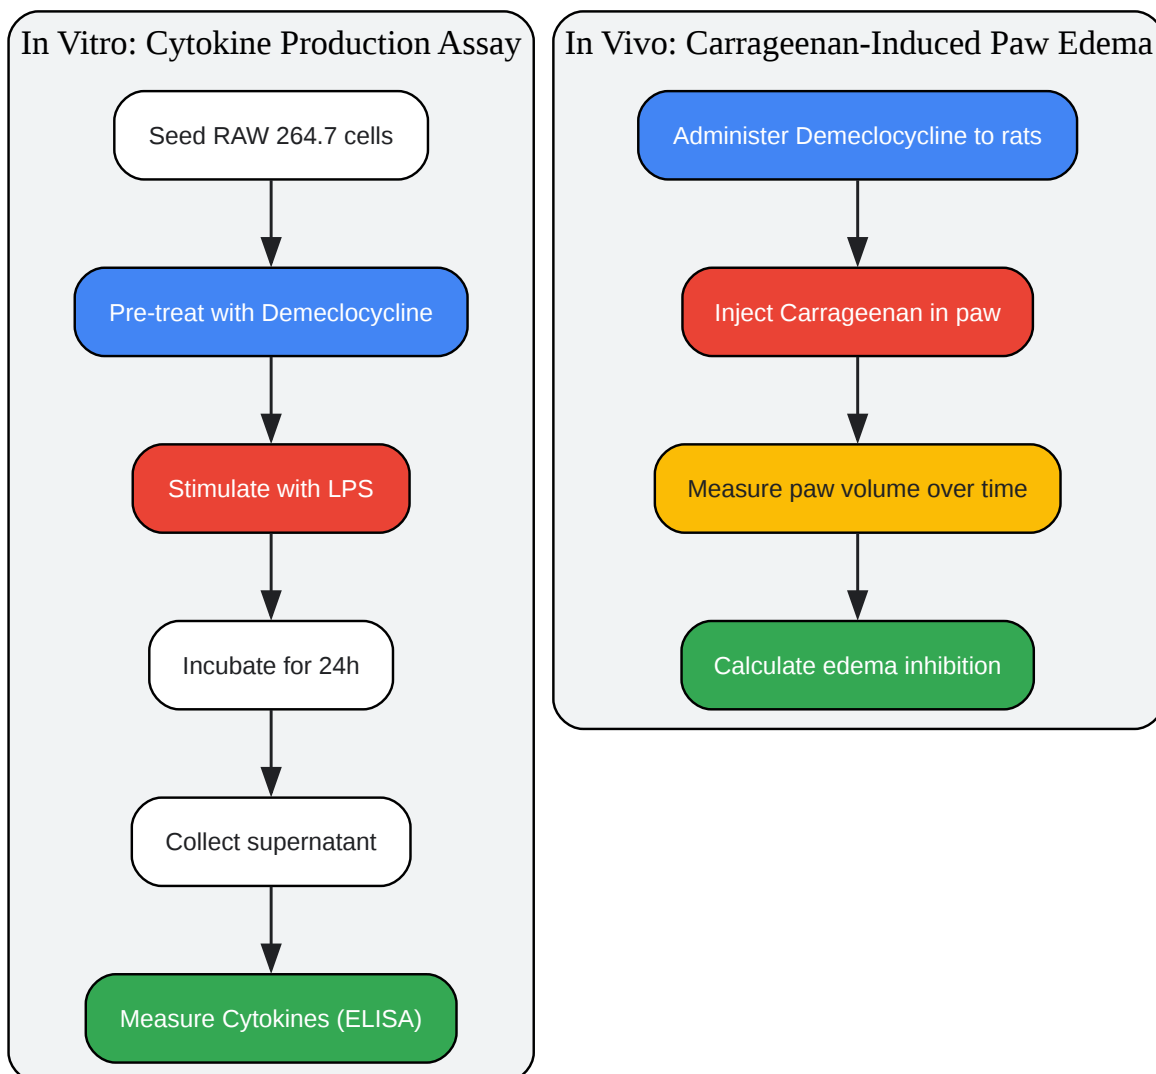 In Vitro: Cytokine Production Assay
Seed RAW 264.7 cells
Pre-treat with Demeclocycline
Stimulate with LPS
Incubate for 24h
Collect supernatant
Measure Cytokines (ELISA)
In Vivo: Carrageenan-Induced Paw Edema
Administer Demeclocycline to rats
Inject Carrageenan in paw
Measure paw volume over time
Calculate edema inhibition